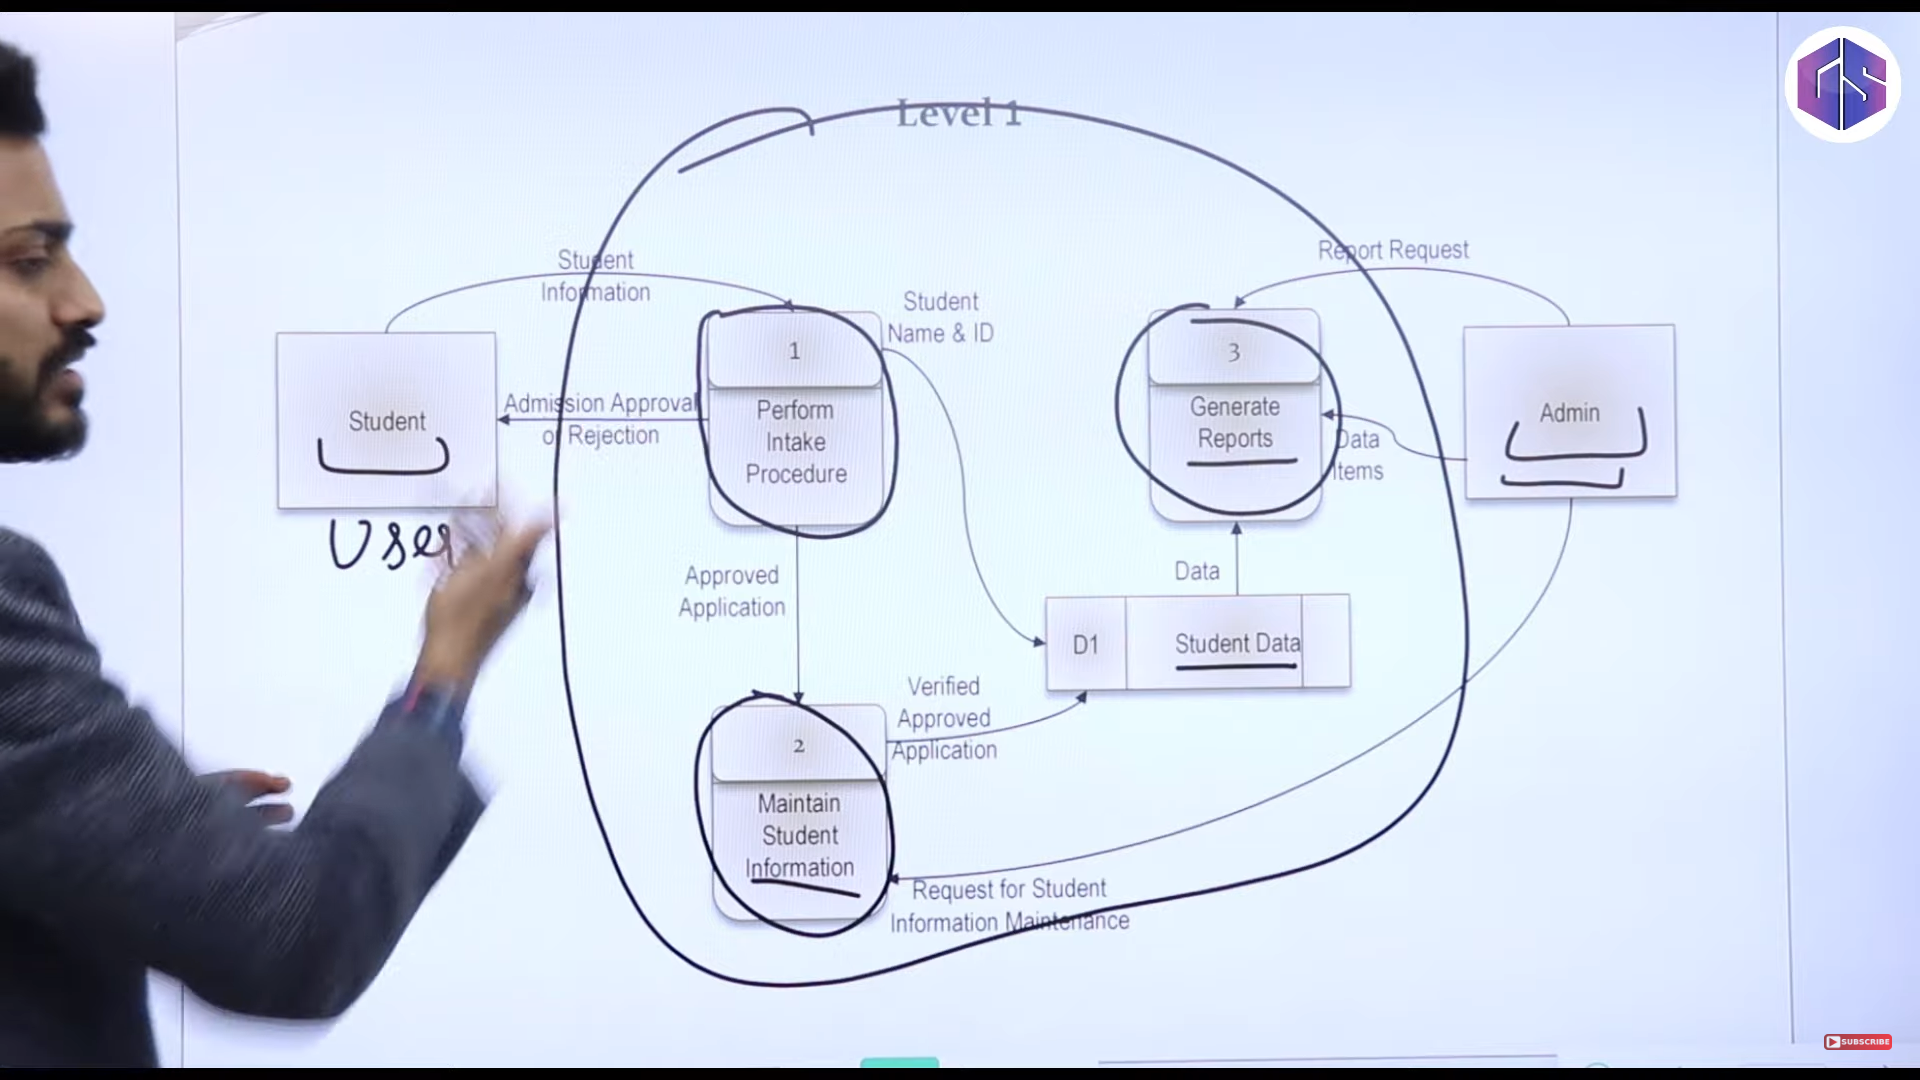 Level 1
Student
Information
Student
Name & ID
Report Request
1
Perform
Intake
Procedure
3
Generate
Reports
Student
User
Admission Approval
or Rejection
Admin
Data
Items
Approved
Application
Data
D1
Student Data
Verified
Approved
Application
2
Maintain
Student
Information
Request for Student
Information Maintenance
SUBSCRIBE